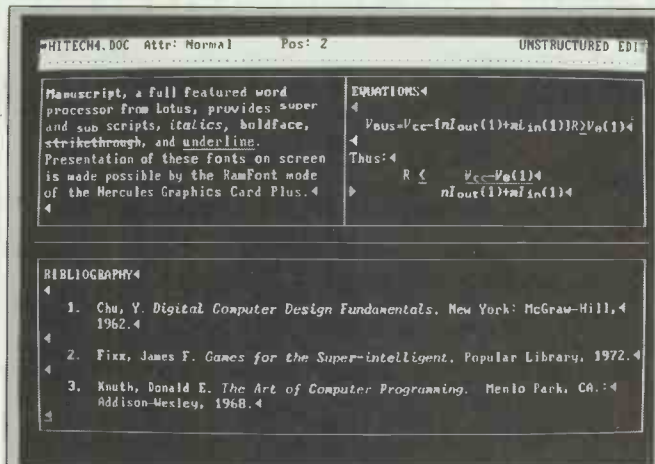 HITECH4.DOC Attr: Normal Pos: 2 UNSTRUCTURED EDIT
Manuscript, a full featured word
processor from Lotus, provides super
and sub scripts, italics, boldface,
strikethrough, and underline.
Presentation of these fonts on screen
is made possible by the RamFont mode
of the Hercules Graphics Card Plus.
EQUATIONS
VBUS=Vcc-[nIout(1)+mIin(1)]R≥Vθ(1)
Thus:
R ≤ Vcc-Vθ(1)
nIout(1)+mIin(1)
BIBLIOGRAPHY
1. Chu, Y. Digital Computer Design Fundamentals. New York: McGraw-Hill,
1962.
2. Fixx, James F. Games for the Super-intelligent. Popular Library, 1972.
3. Knuth, Donald E. The Art of Computer Programming. Menlo Park, CA.:
Addison-Wesley, 1968.